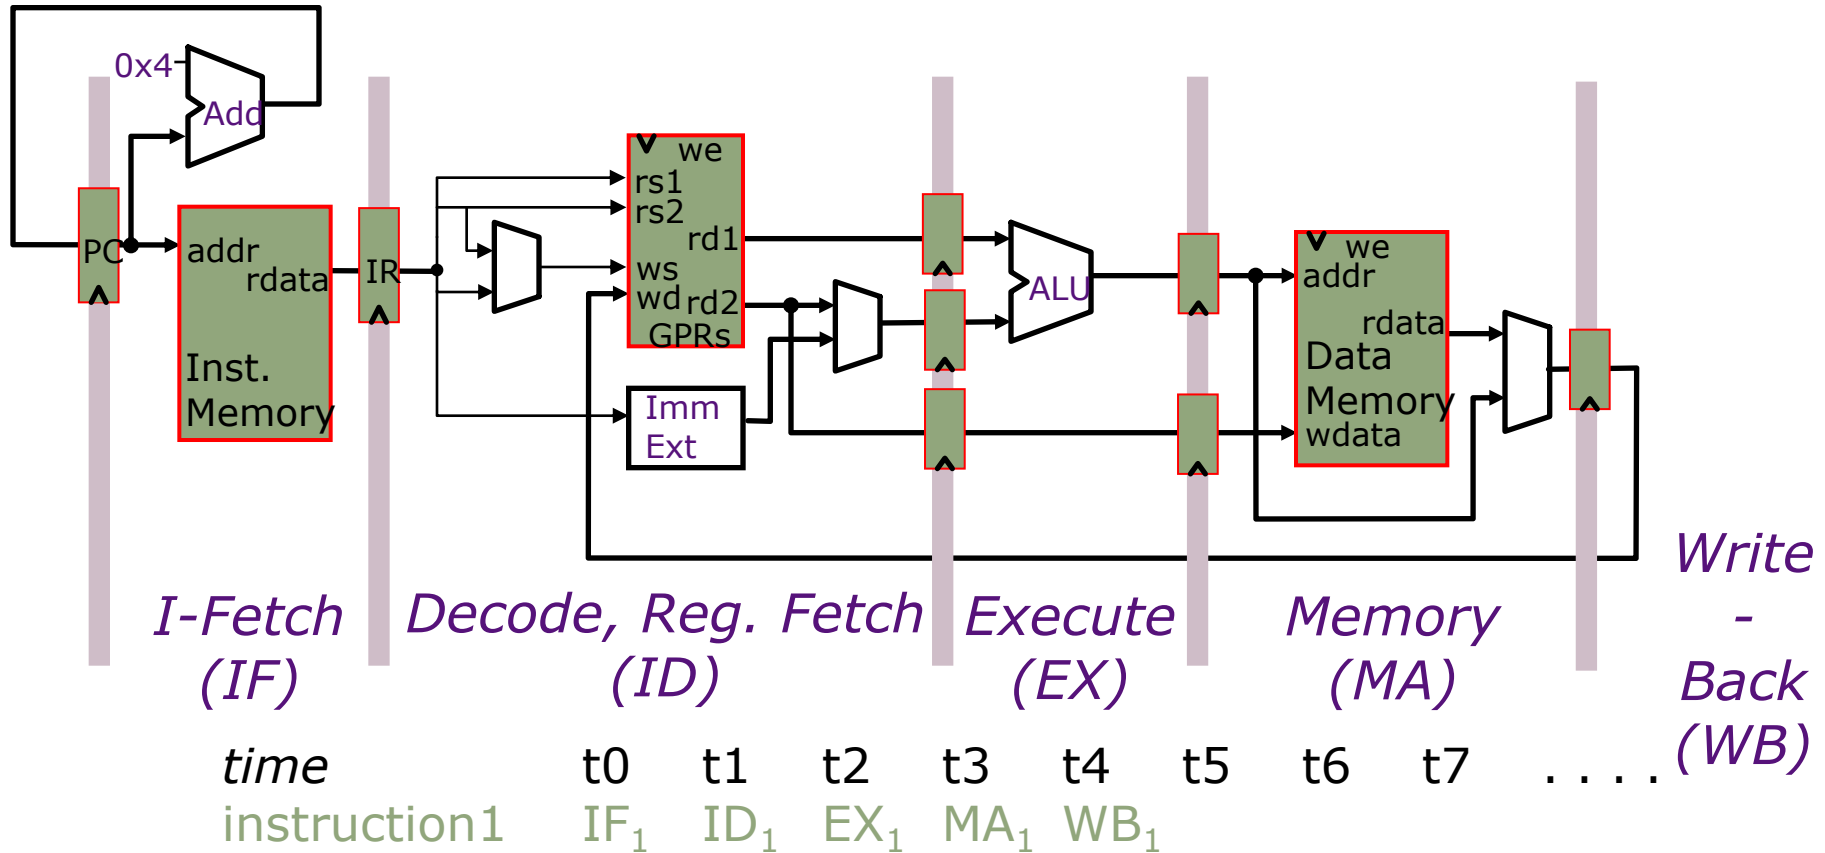 0x4
Add
PC
addr
rdata
Inst.
Memory
IR
we
rs1
rs2
rd1
ws
wd rd2
GPRs
Imm
Ext
ALU
we
addr
rdata
Data
Memory
wdata
I-Fetch
(IF)
Decode, Reg. Fetch
(ID)
Execute
(EX)
Memory
(MA)
Write
-
Back
(WB)
time t0 t1 t2 t3 t4 t5 t6 t7 . . . .
instruction1 IF₁ ID₁ EX₁ MA₁ WB₁